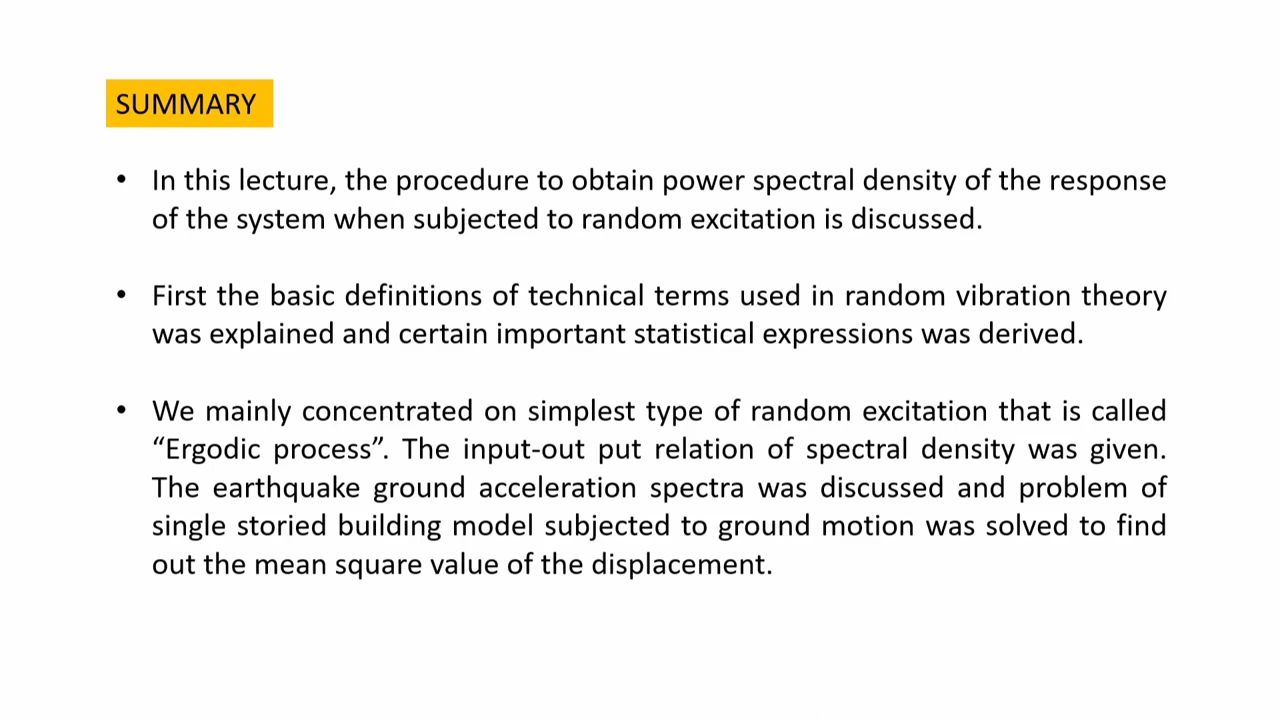 SUMMARY
• In this lecture, the procedure to obtain power spectral density of the response
of the system when subjected to random excitation is discussed.
• First the basic definitions of technical terms used in random vibration theory
was explained and certain important statistical expressions was derived.
• We mainly concentrated on simplest type of random excitation that is called
“Ergodic process”. The input-out put relation of spectral density was given.
The earthquake ground acceleration spectra was discussed and problem of
single storied building model subjected to ground motion was solved to find
out the mean square value of the displacement.